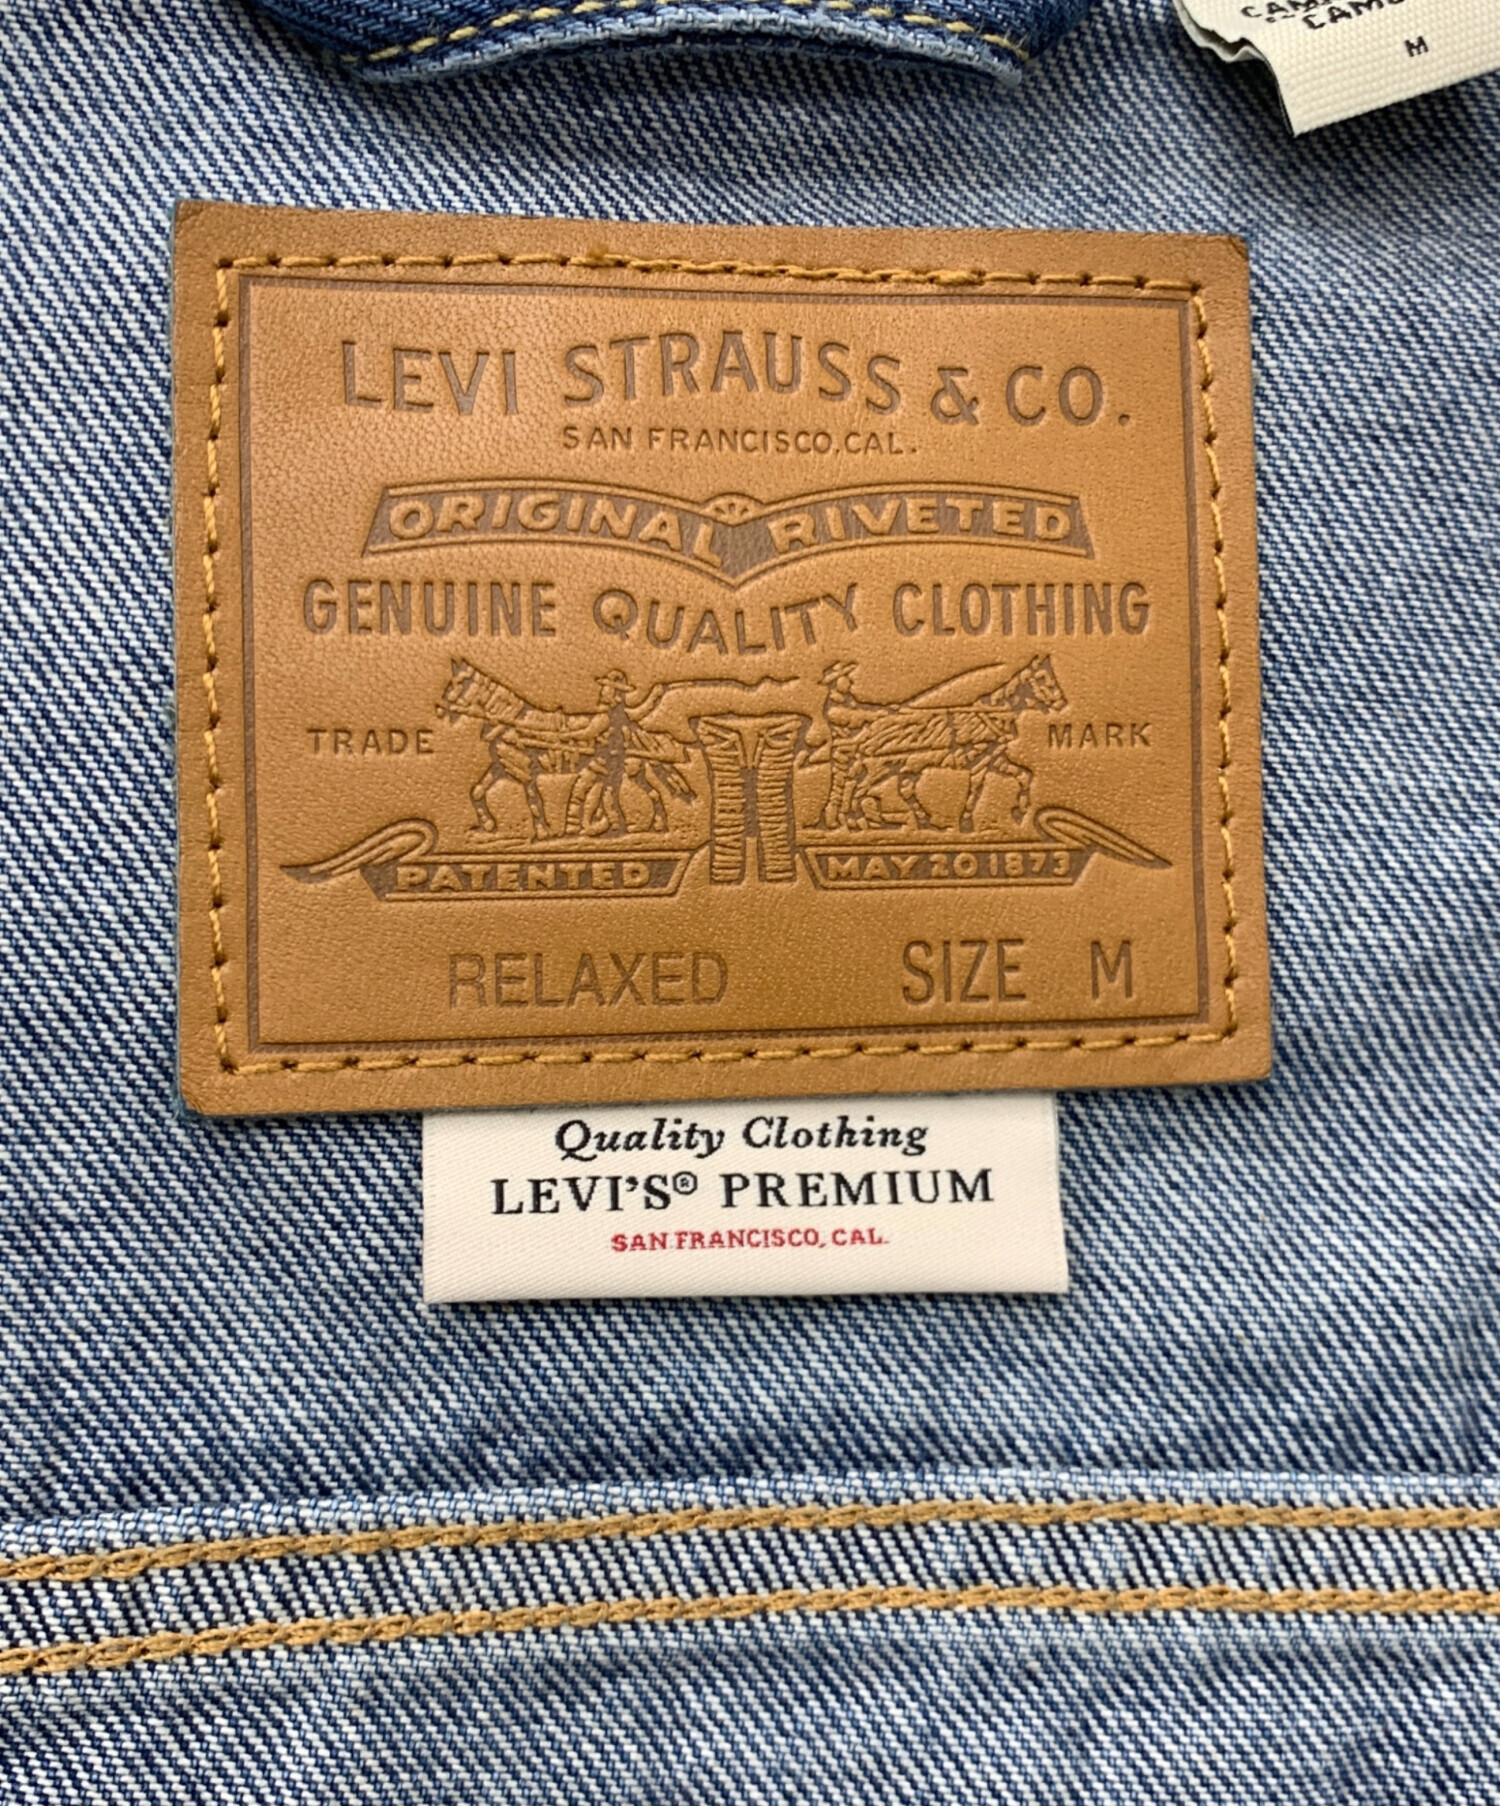 M
LEVI STRAUSS & CO.
SAN FRANCISCO, CAL.
ORIGINAL RIVETED
GENUINE QUALITY CLOTHING
TRADE MARK
PATENTED MAY 20 1873
RELAXED SIZE M
Quality Clothing
LEVI'S® PREMIUM
SAN FRANCISCO, CAL.